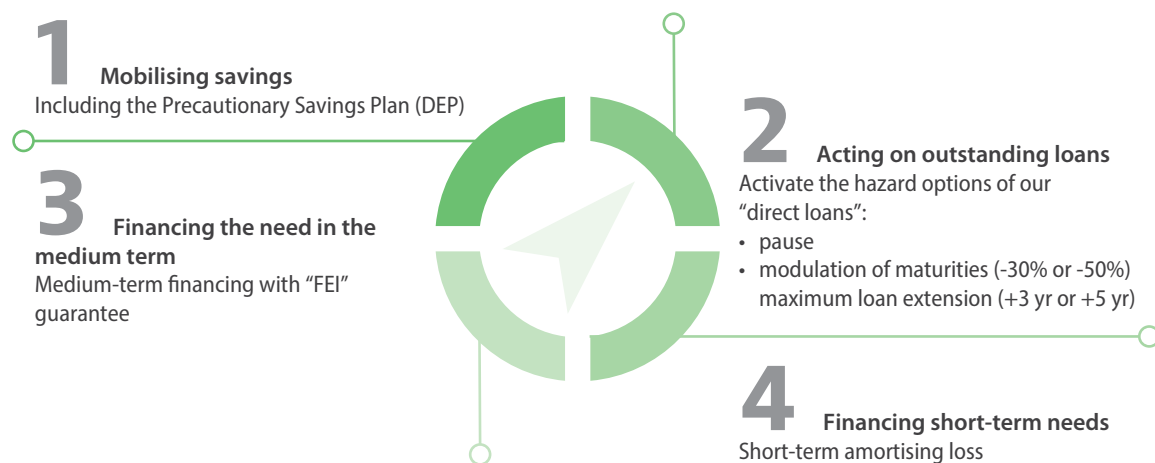 1 Mobilising savings
Including the Precautionary Savings Plan (DEP)
2 Acting on outstanding loans
Activate the hazard options of our
“direct loans”:
• pause
• modulation of maturities (-30% or -50%)
maximum loan extension (+3 yr or +5 yr)
3 Financing the need in the
medium term
Medium-term financing with “FEI”
guarantee
4 Financing short-term needs
Short-term amortising loss